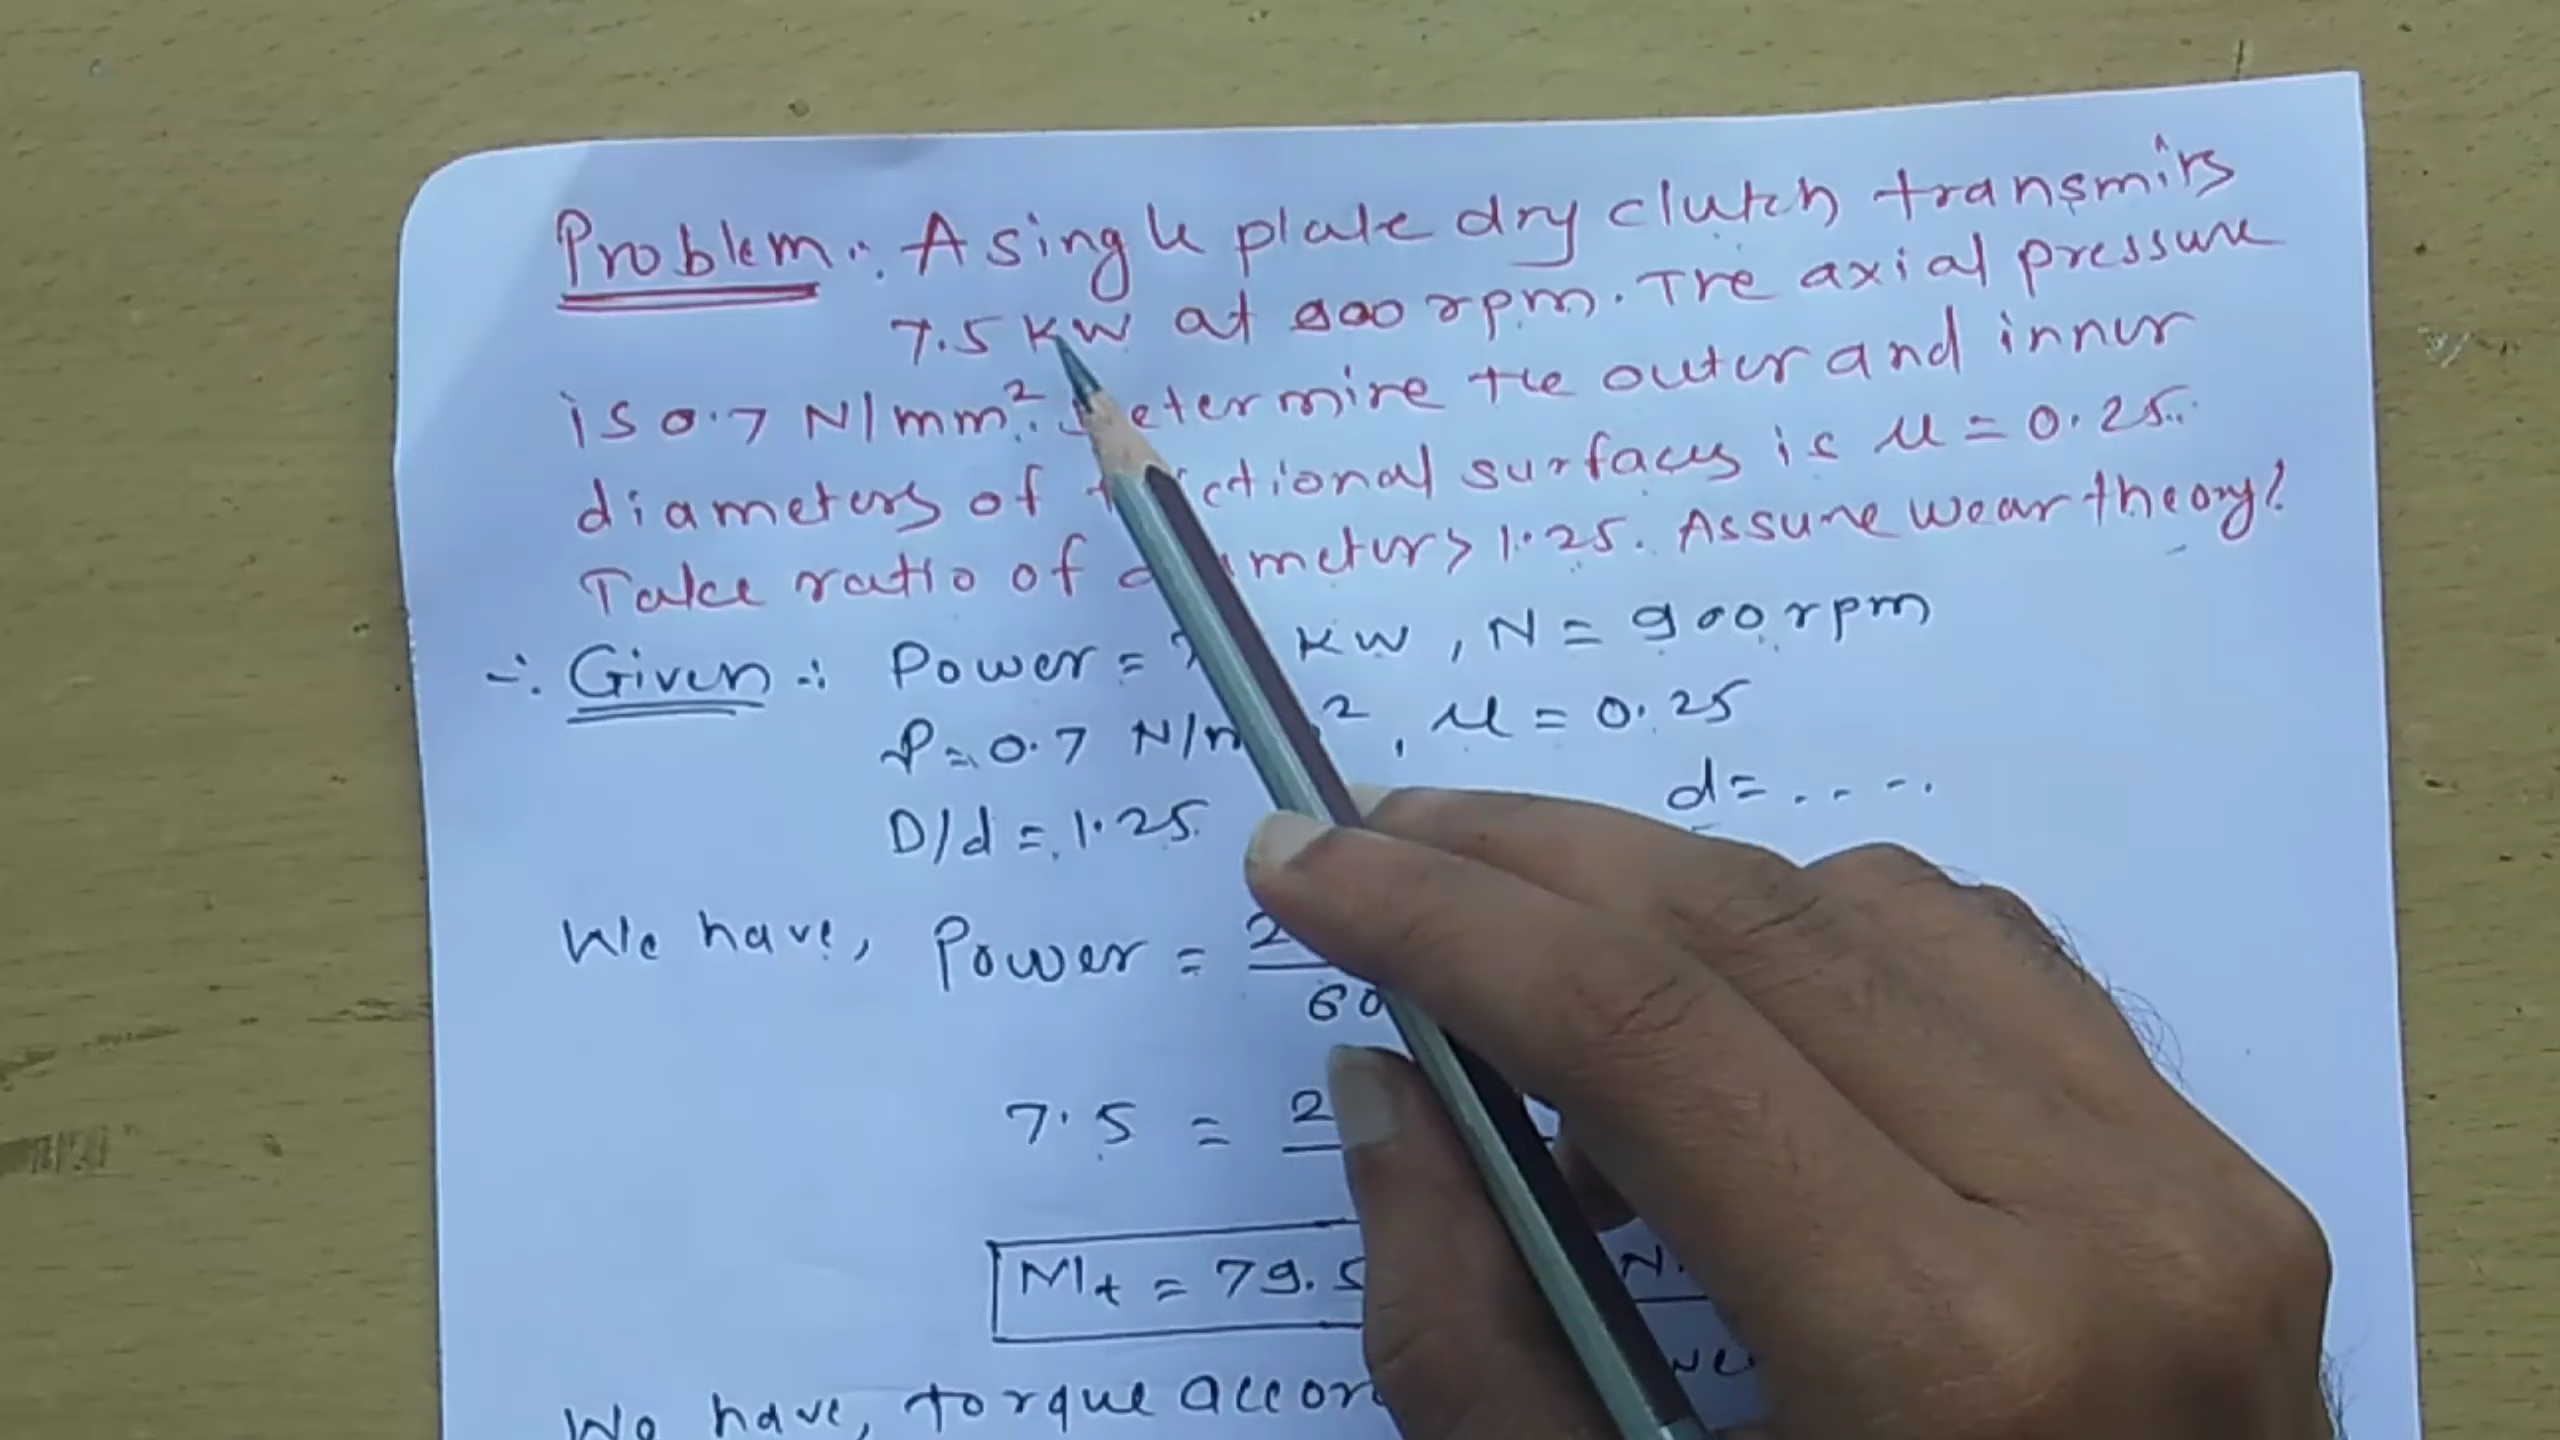 Problem :. A single plate dry clutch transmits
7.5 KW at 900 rpm. The axial pressure
is 0.7 N/mm². Determine the outer and inner
diameters of frictional surfaces is μ = 0.25.
Take ratio of diameters 1.25. Assume wear theory?
∴ Given ∴ Power = KW, N = 900 rpm
P = 0.7 N/mm², μ = 0.25
D/d = 1.25 d = ....
We have, Power = 2
60
7.5 = 2
Mt = 79.5 N.
We have, torque